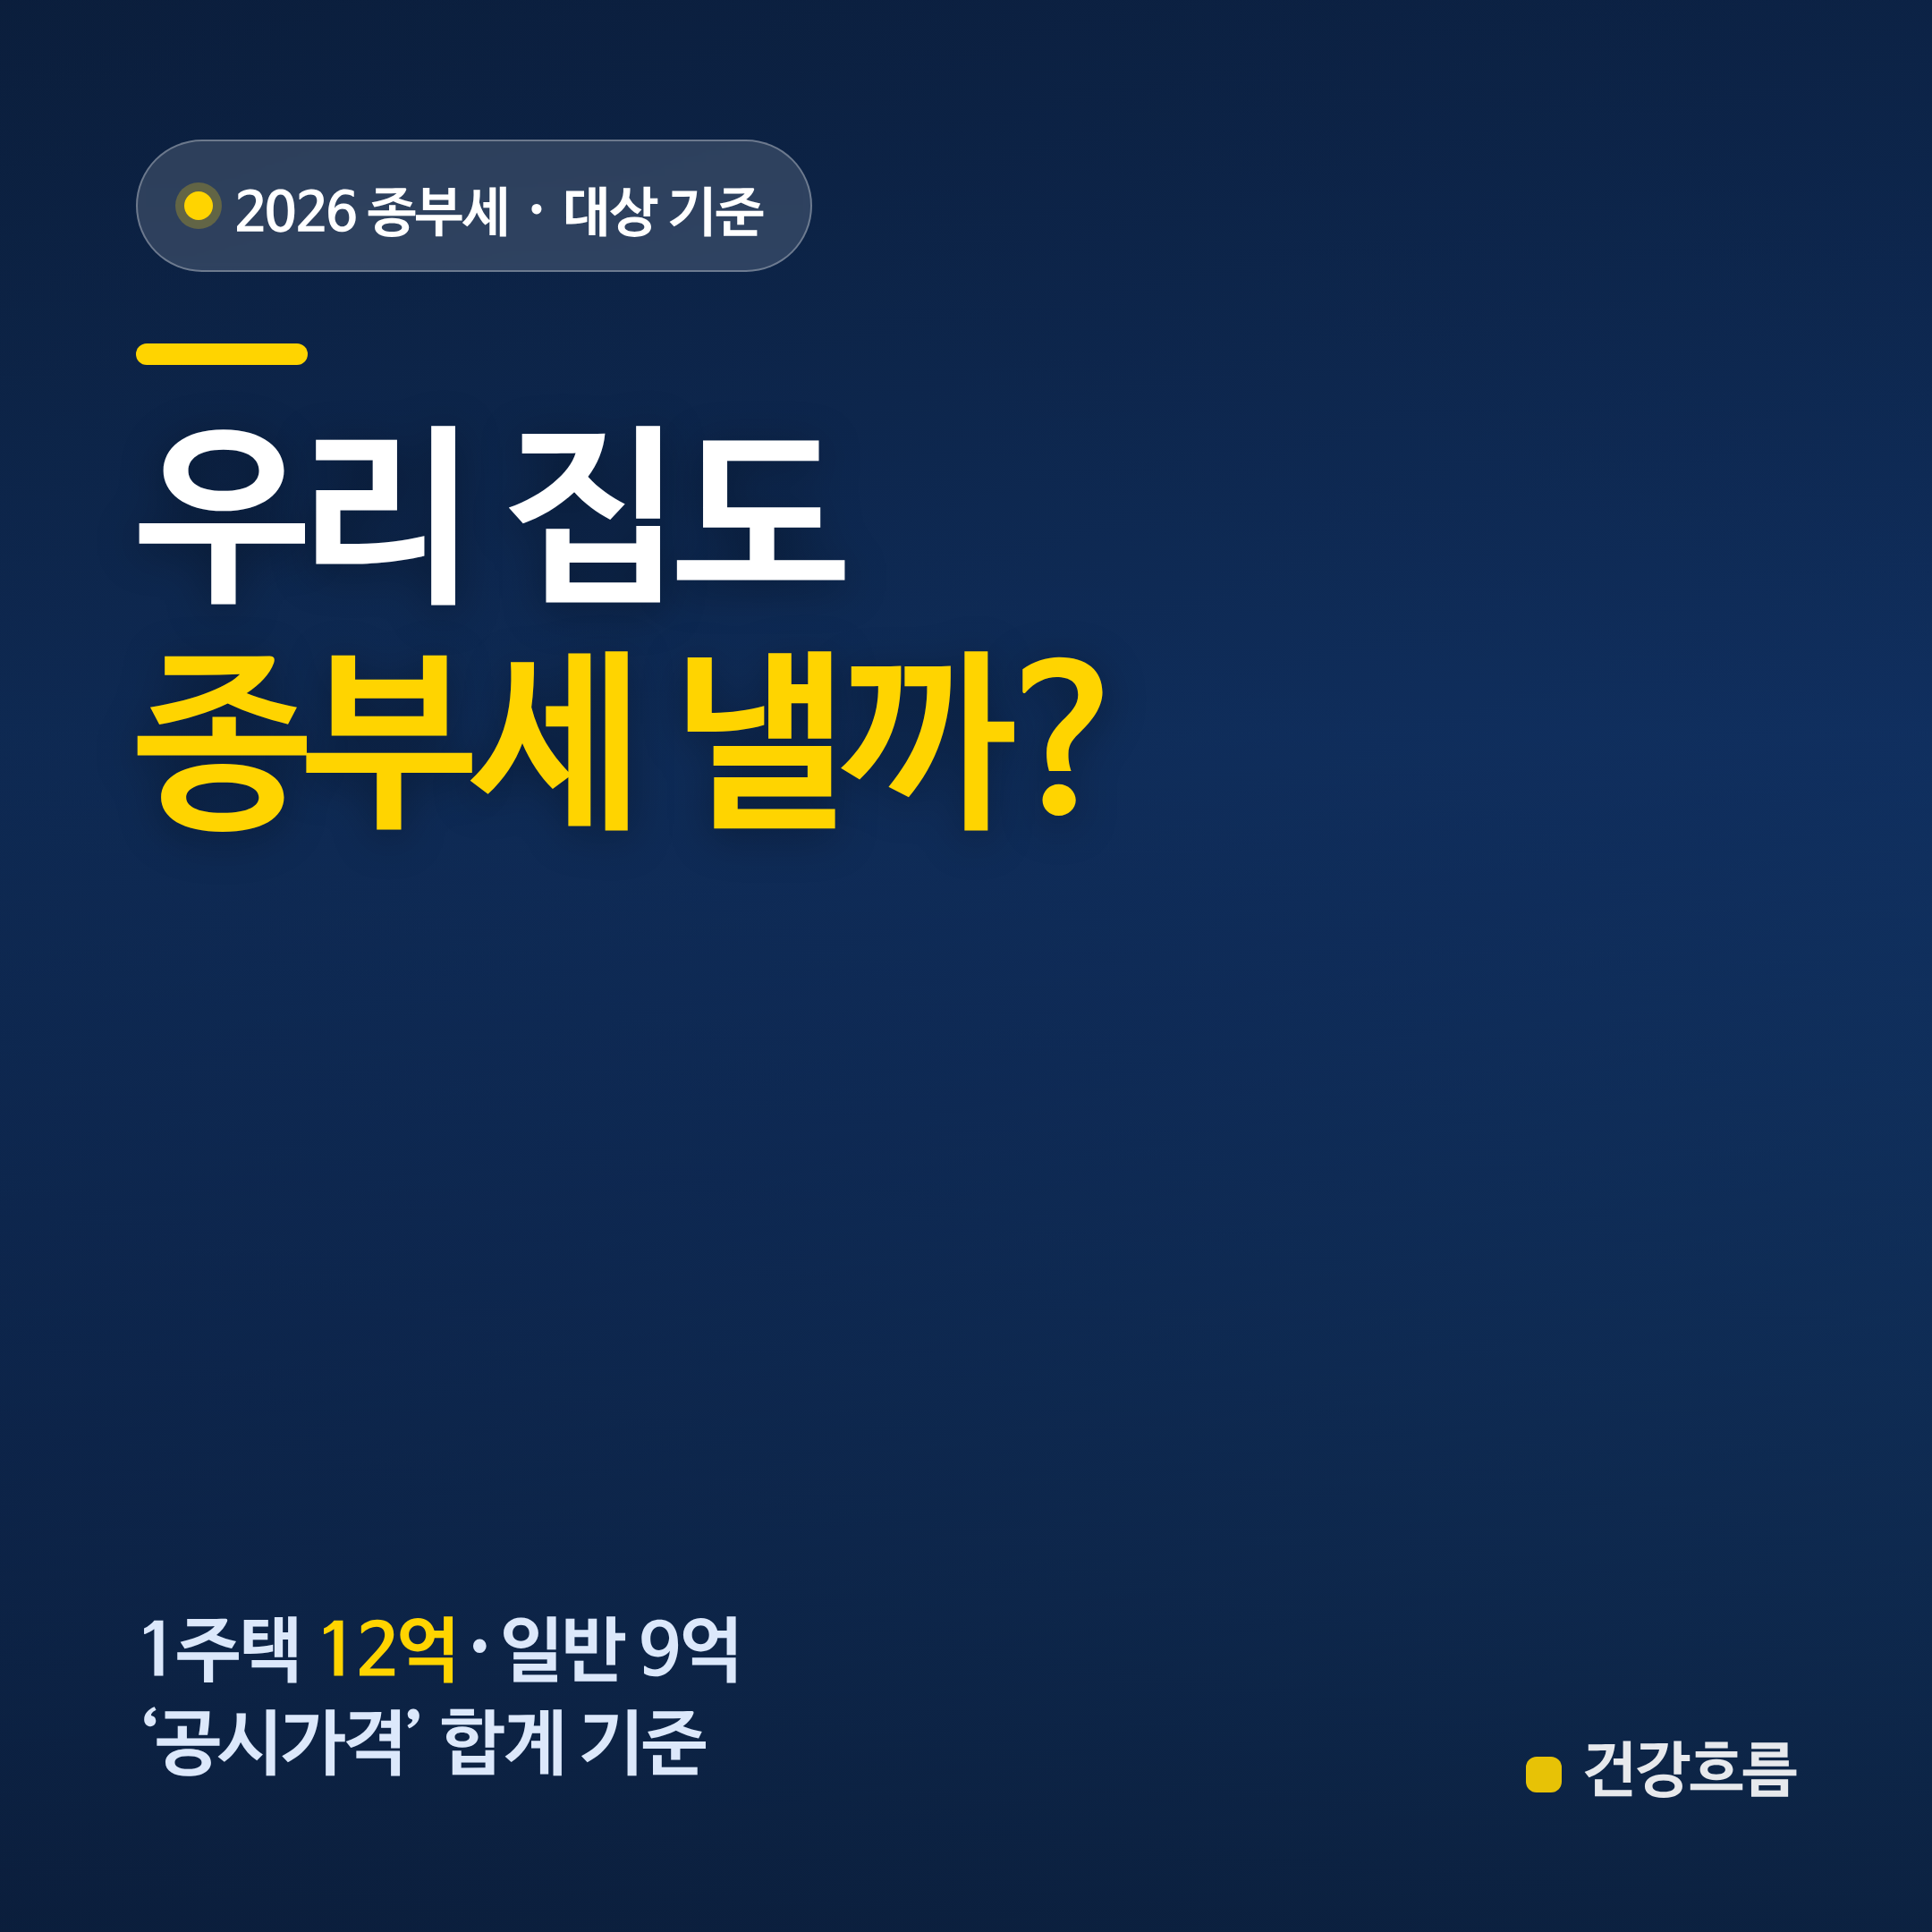 2026 종부세 · 대상 기준
우리 집도
종부세 낼까?
1주택 12억 · 일반 9억
‘공시가격’ 합계 기준
건강흐름